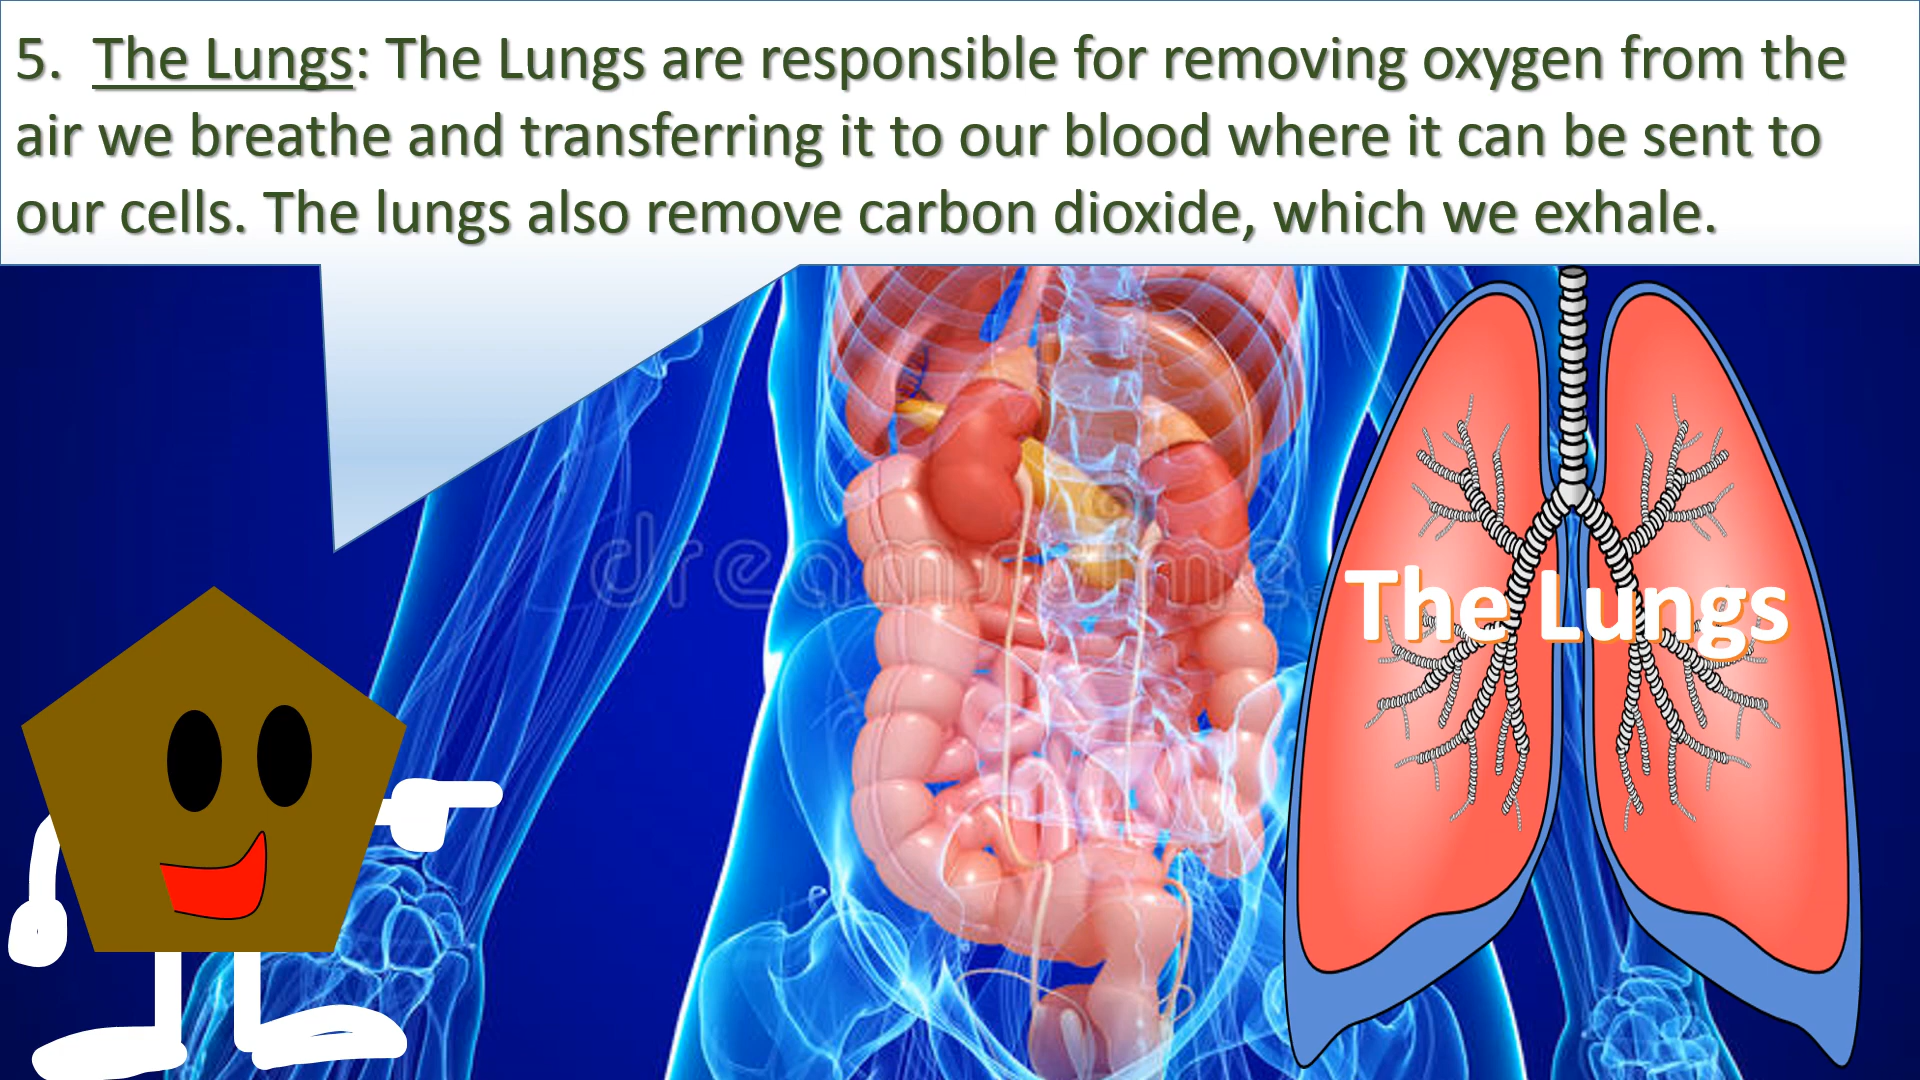 5. The Lungs: The Lungs are responsible for removing oxygen from the
air we breathe and transferring it to our blood where it can be sent to
our cells. The lungs also remove carbon dioxide, which we exhale.
dreamstime
The Lungs